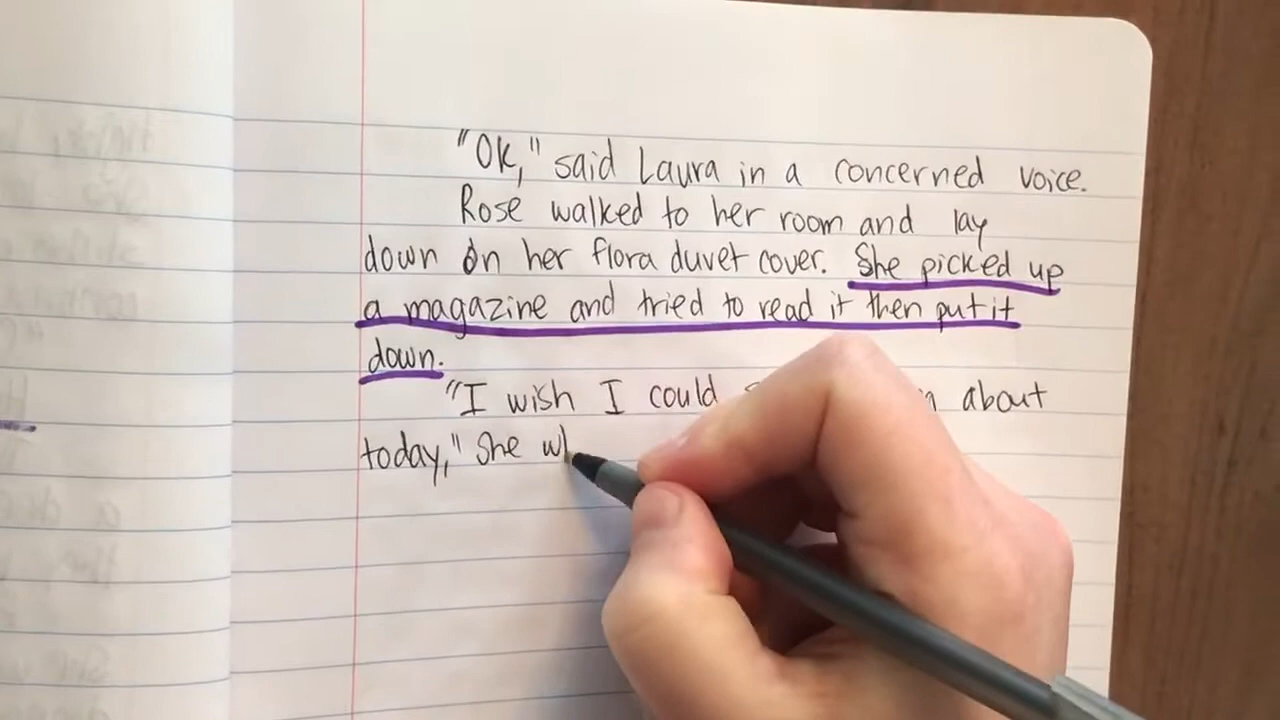 "Ok," said Laura in a concerned voice.
Rose walked to her room and lay
down on her flora duvet cover. She picked up
a magazine and tried to read it then put it
down.
"I wish I could about
today," She